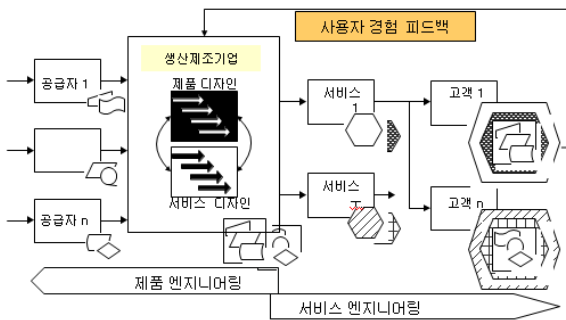 사용자 경험 피드백
생산제조기업
제품 디자인
공급자 1
서비스
1
고객 1
서비스
서비스 디자인
공급자 n
고객 n
제품 엔지니어링
서비스 엔지니어링